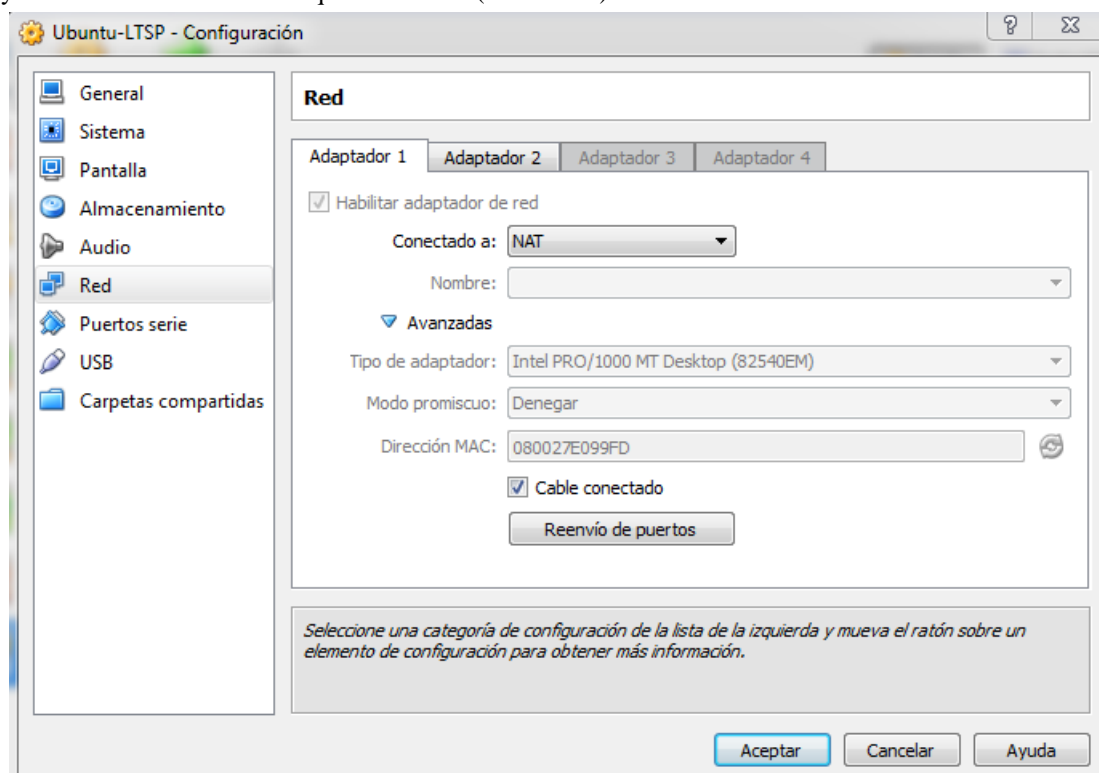 Ubuntu-LTSP - Configuración
General
Sistema
Pantalla
Almacenamiento
Audio
Red
Puertos serie
USB
Carpetas compartidas
Red
Adaptador 1 Adaptador 2 Adaptador 3 Adaptador 4
Habilitar adaptador de red
Conectado a: NAT
Nombre:
Avanzadas
Tipo de adaptador: Intel PRO/1000 MT Desktop (82540EM)
Modo promiscuo: Denegar
Dirección MAC: 080027E099FD
Cable conectado
Reenvío de puertos
Seleccione una categoría de configuración de la lista de la izquierda y mueva el ratón sobre un
elemento de configuración para obtener más información.
Aceptar Cancelar Ayuda